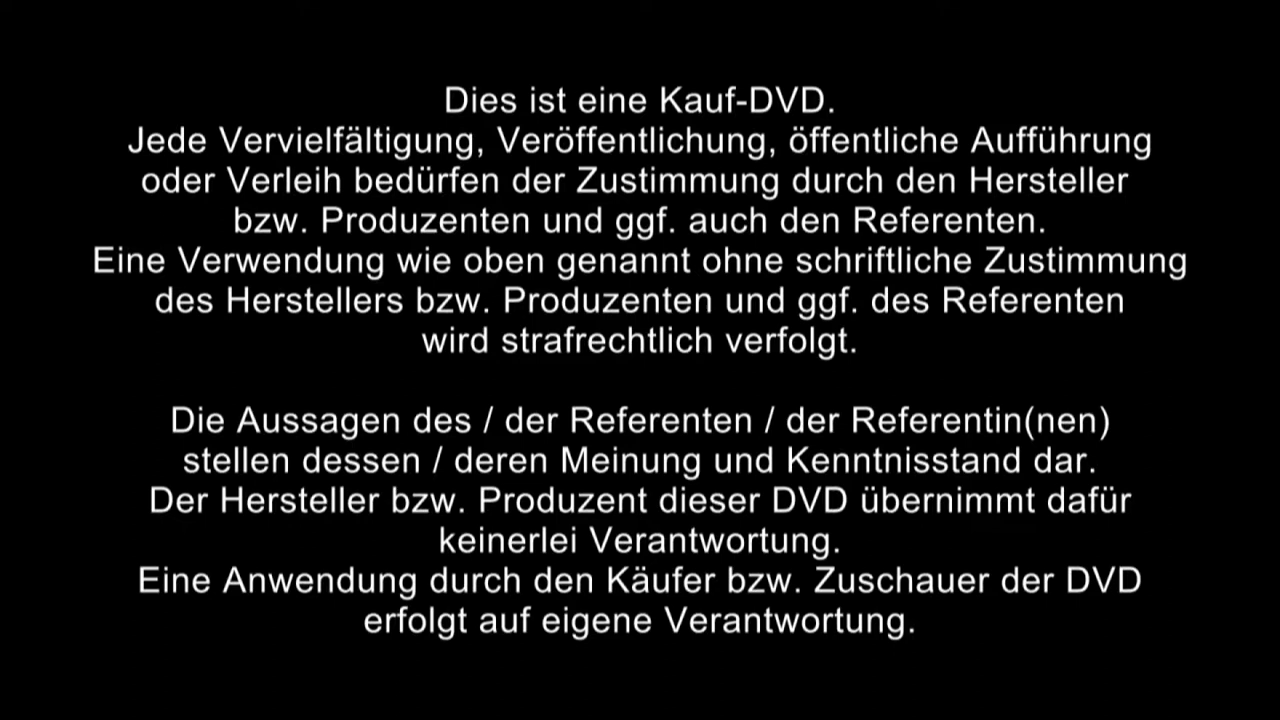 Dies ist eine Kauf-DVD.
Jede Vervielfältigung, Veröffentlichung, öffentliche Aufführung
oder Verleih bedürfen der Zustimmung durch den Hersteller
bzw. Produzenten und ggf. auch den Referenten.
Eine Verwendung wie oben genannt ohne schriftliche Zustimmung
des Herstellers bzw. Produzenten und ggf. des Referenten
wird strafrechtlich verfolgt.
Die Aussagen des / der Referenten / der Referentin(nen)
stellen dessen / deren Meinung und Kenntnisstand dar.
Der Hersteller bzw. Produzent dieser DVD übernimmt dafür
keinerlei Verantwortung.
Eine Anwendung durch den Käufer bzw. Zuschauer der DVD
erfolgt auf eigene Verantwortung.